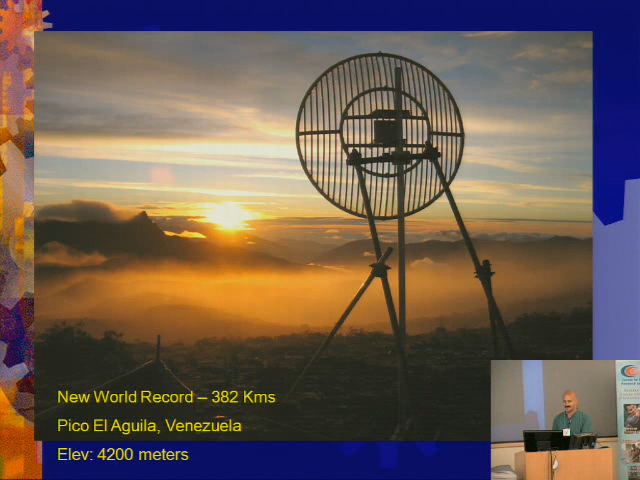 New World Record – 382 Kms
Pico El Aguila, Venezuela
Elev: 4200 meters